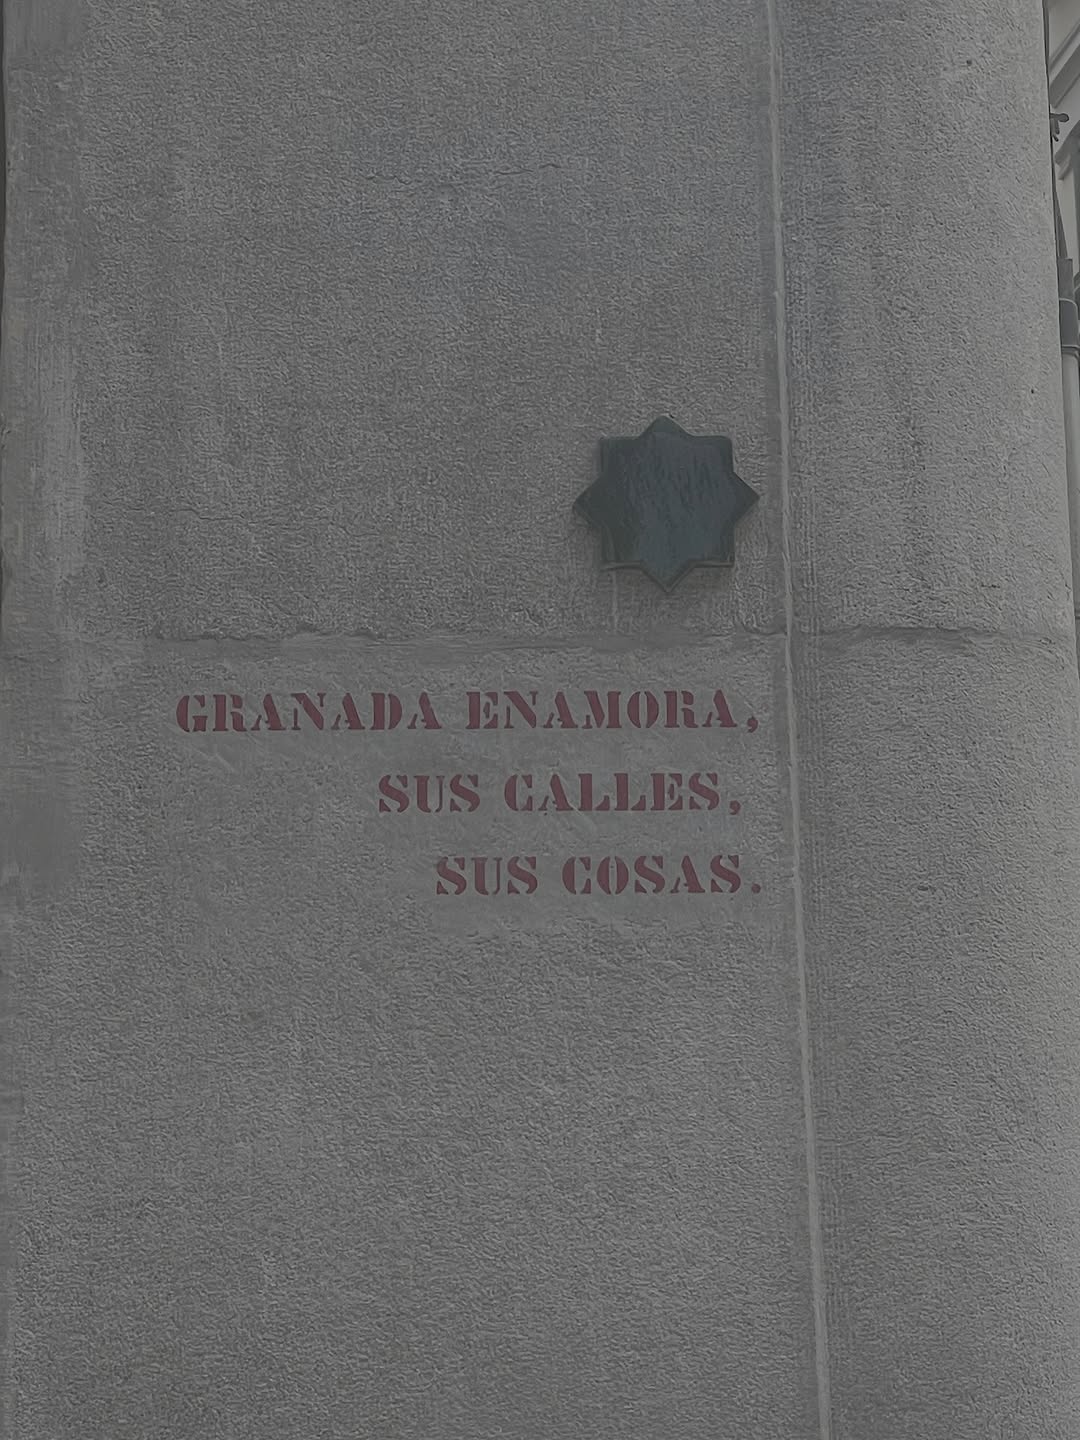 GRANADA ENAMORA,
SUS CALLES,
SUS COSAS.